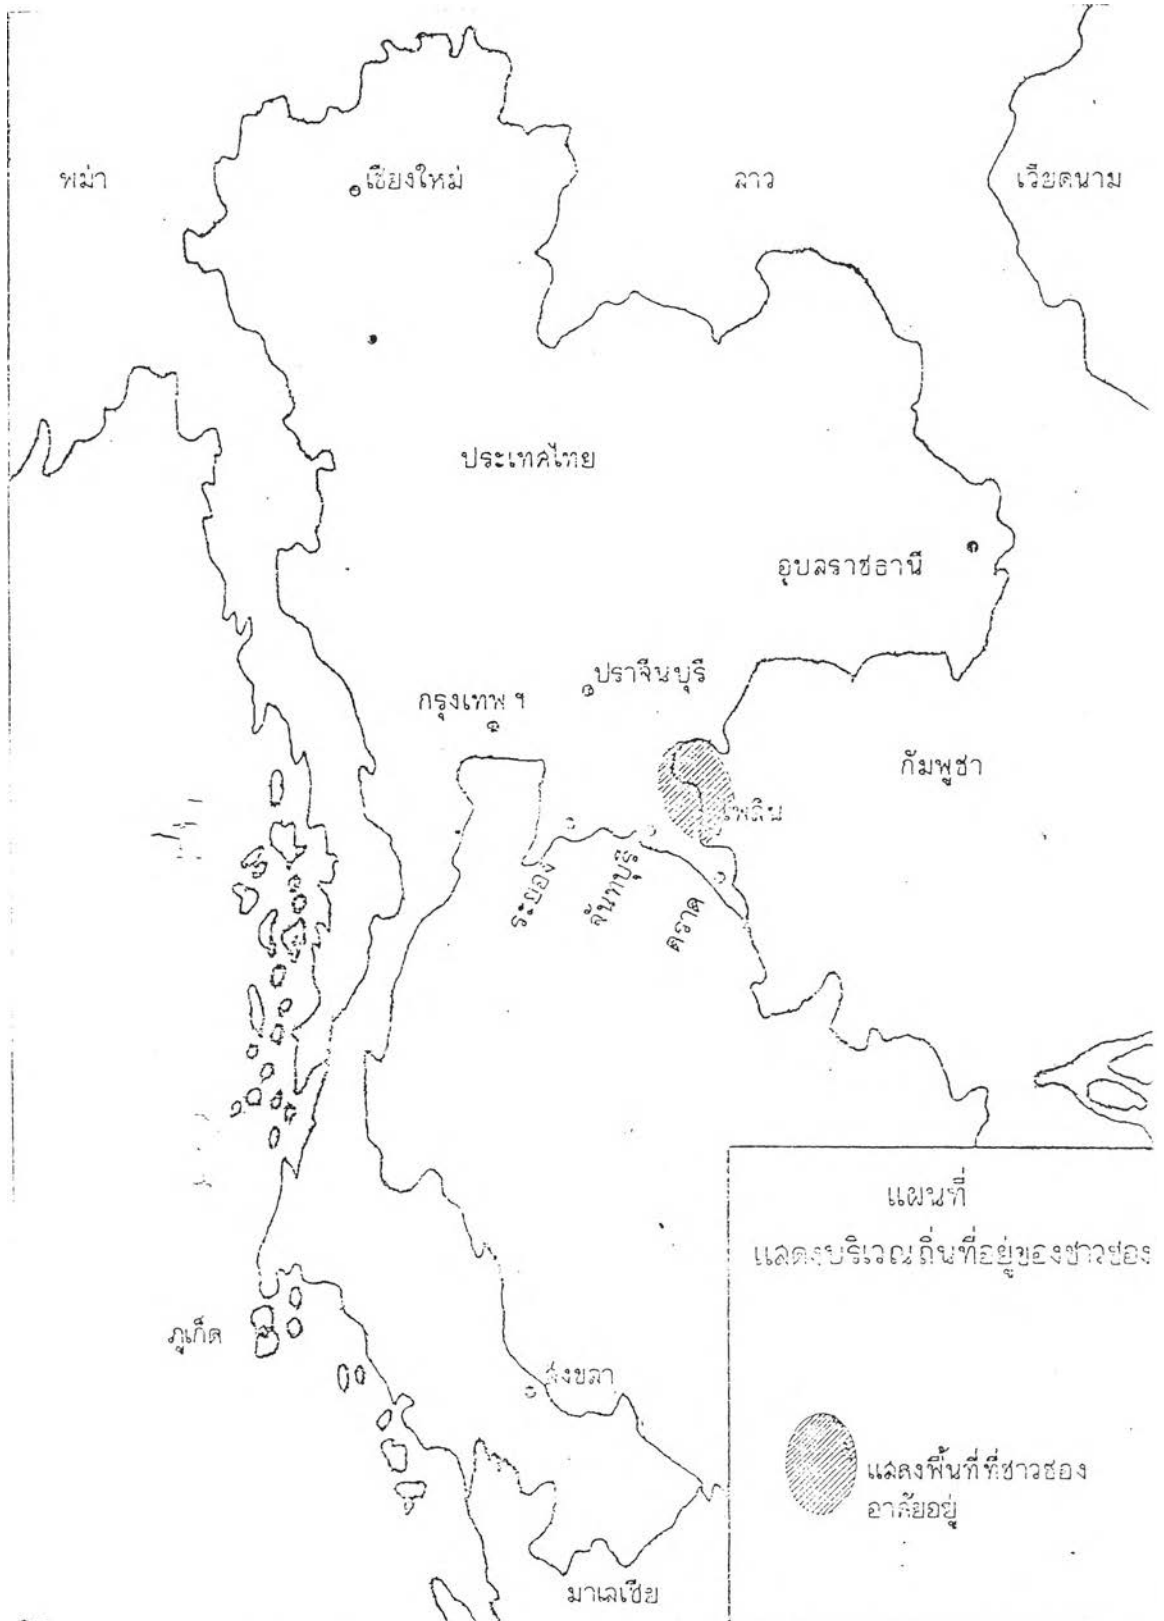 พม่า
เชียงใหม่
ลาว
เวียดนาม
ประเทศไทย
อุบลราชธานี
ปราจีนบุรี
กรุงเทพ ฯ
กัมพูชา
ไพลิน
ระยอง
จันทบุรี
ตราด
แผนที่
แสดงบริเวณถิ่นที่อยู่ของชาวชอง
ภูเก็ต
สงขลา
แสดงพื้นที่ที่ชาวชอง
อาศัยอยู่
มาเลเซีย